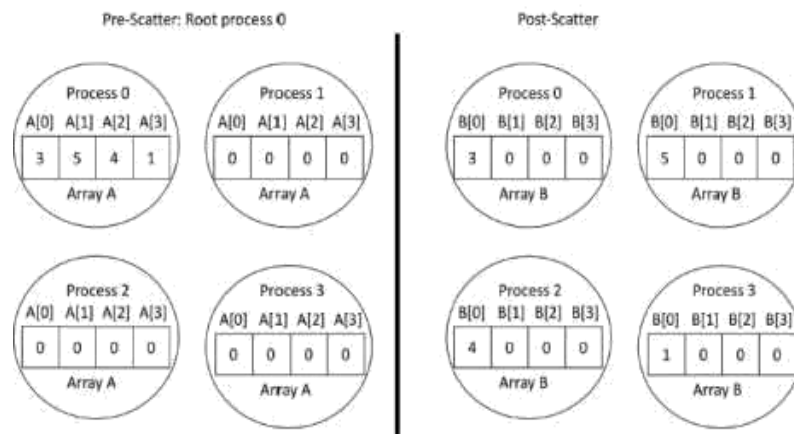 Pre-Scatter: Root process 0
Process 0
A[0] A[1] A[2] A[3]
3 5 4 1
Array A
Process 1
A[0] A[1] A[2] A[3]
0 0 0 0
Array A
Process 2
A[0] A[1] A[2] A[3]
0 0 0 0
Array A
Process 3
A[0] A[1] A[2] A[3]
0 0 0 0
Array A
Post-Scatter
Process 0
B[0] B[1] B[2] B[3]
3 0 0 0
Array B
Process 1
B[0] B[1] B[2] B[3]
5 0 0 0
Array B
Process 2
B[0] B[1] B[2] B[3]
4 0 0 0
Array B
Process 3
B[0] B[1] B[2] B[3]
1 0 0 0
Array B